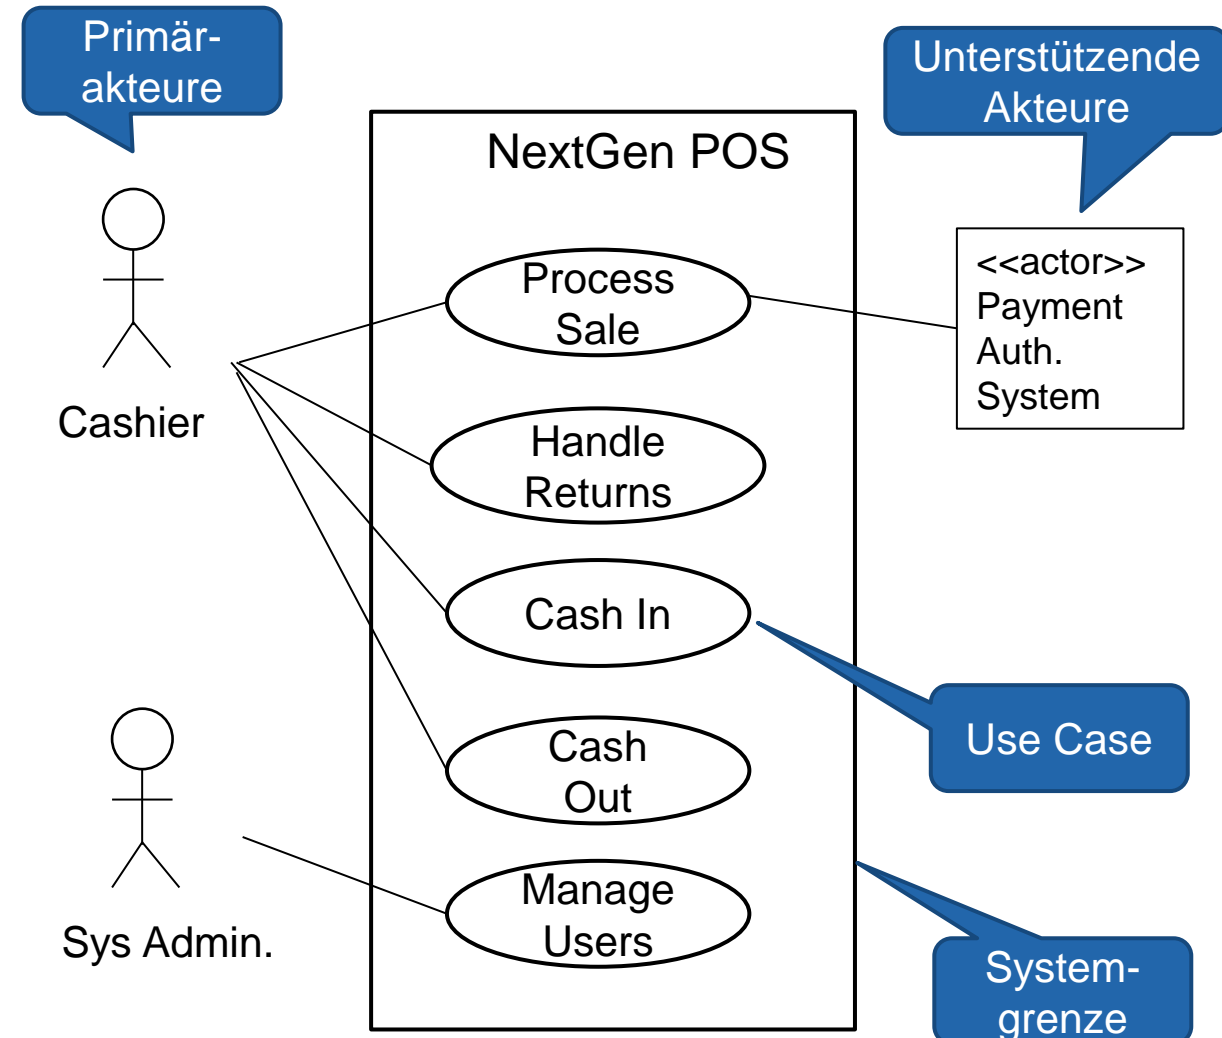 Primär-
akteure
Unterstützende
Akteure
NextGen POS
Process
Sale
<<actor>>
Payment
Auth.
System
Cashier
Handle
Returns
Cash In
Use Case
Cash
Out
Manage
Users
Sys Admin.
System-
grenze